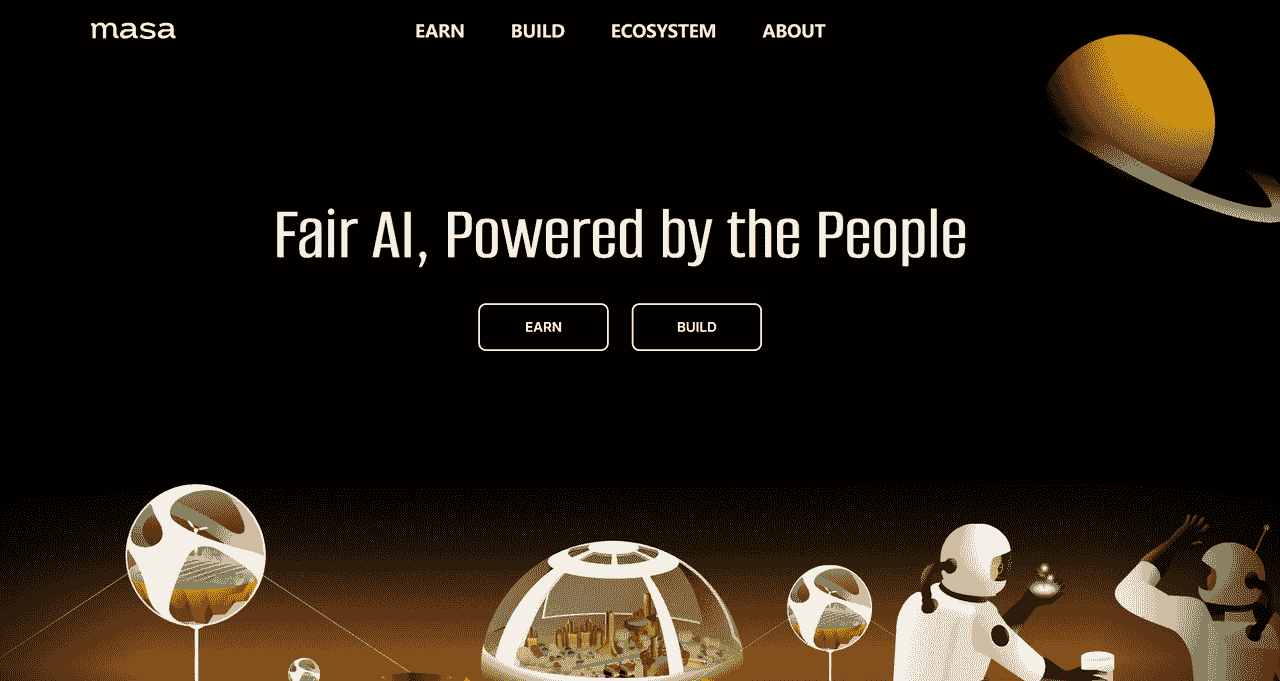 masa
EARN BUILD ECOSYSTEM ABOUT
Fair AI, Powered by the People
EARN BUILD